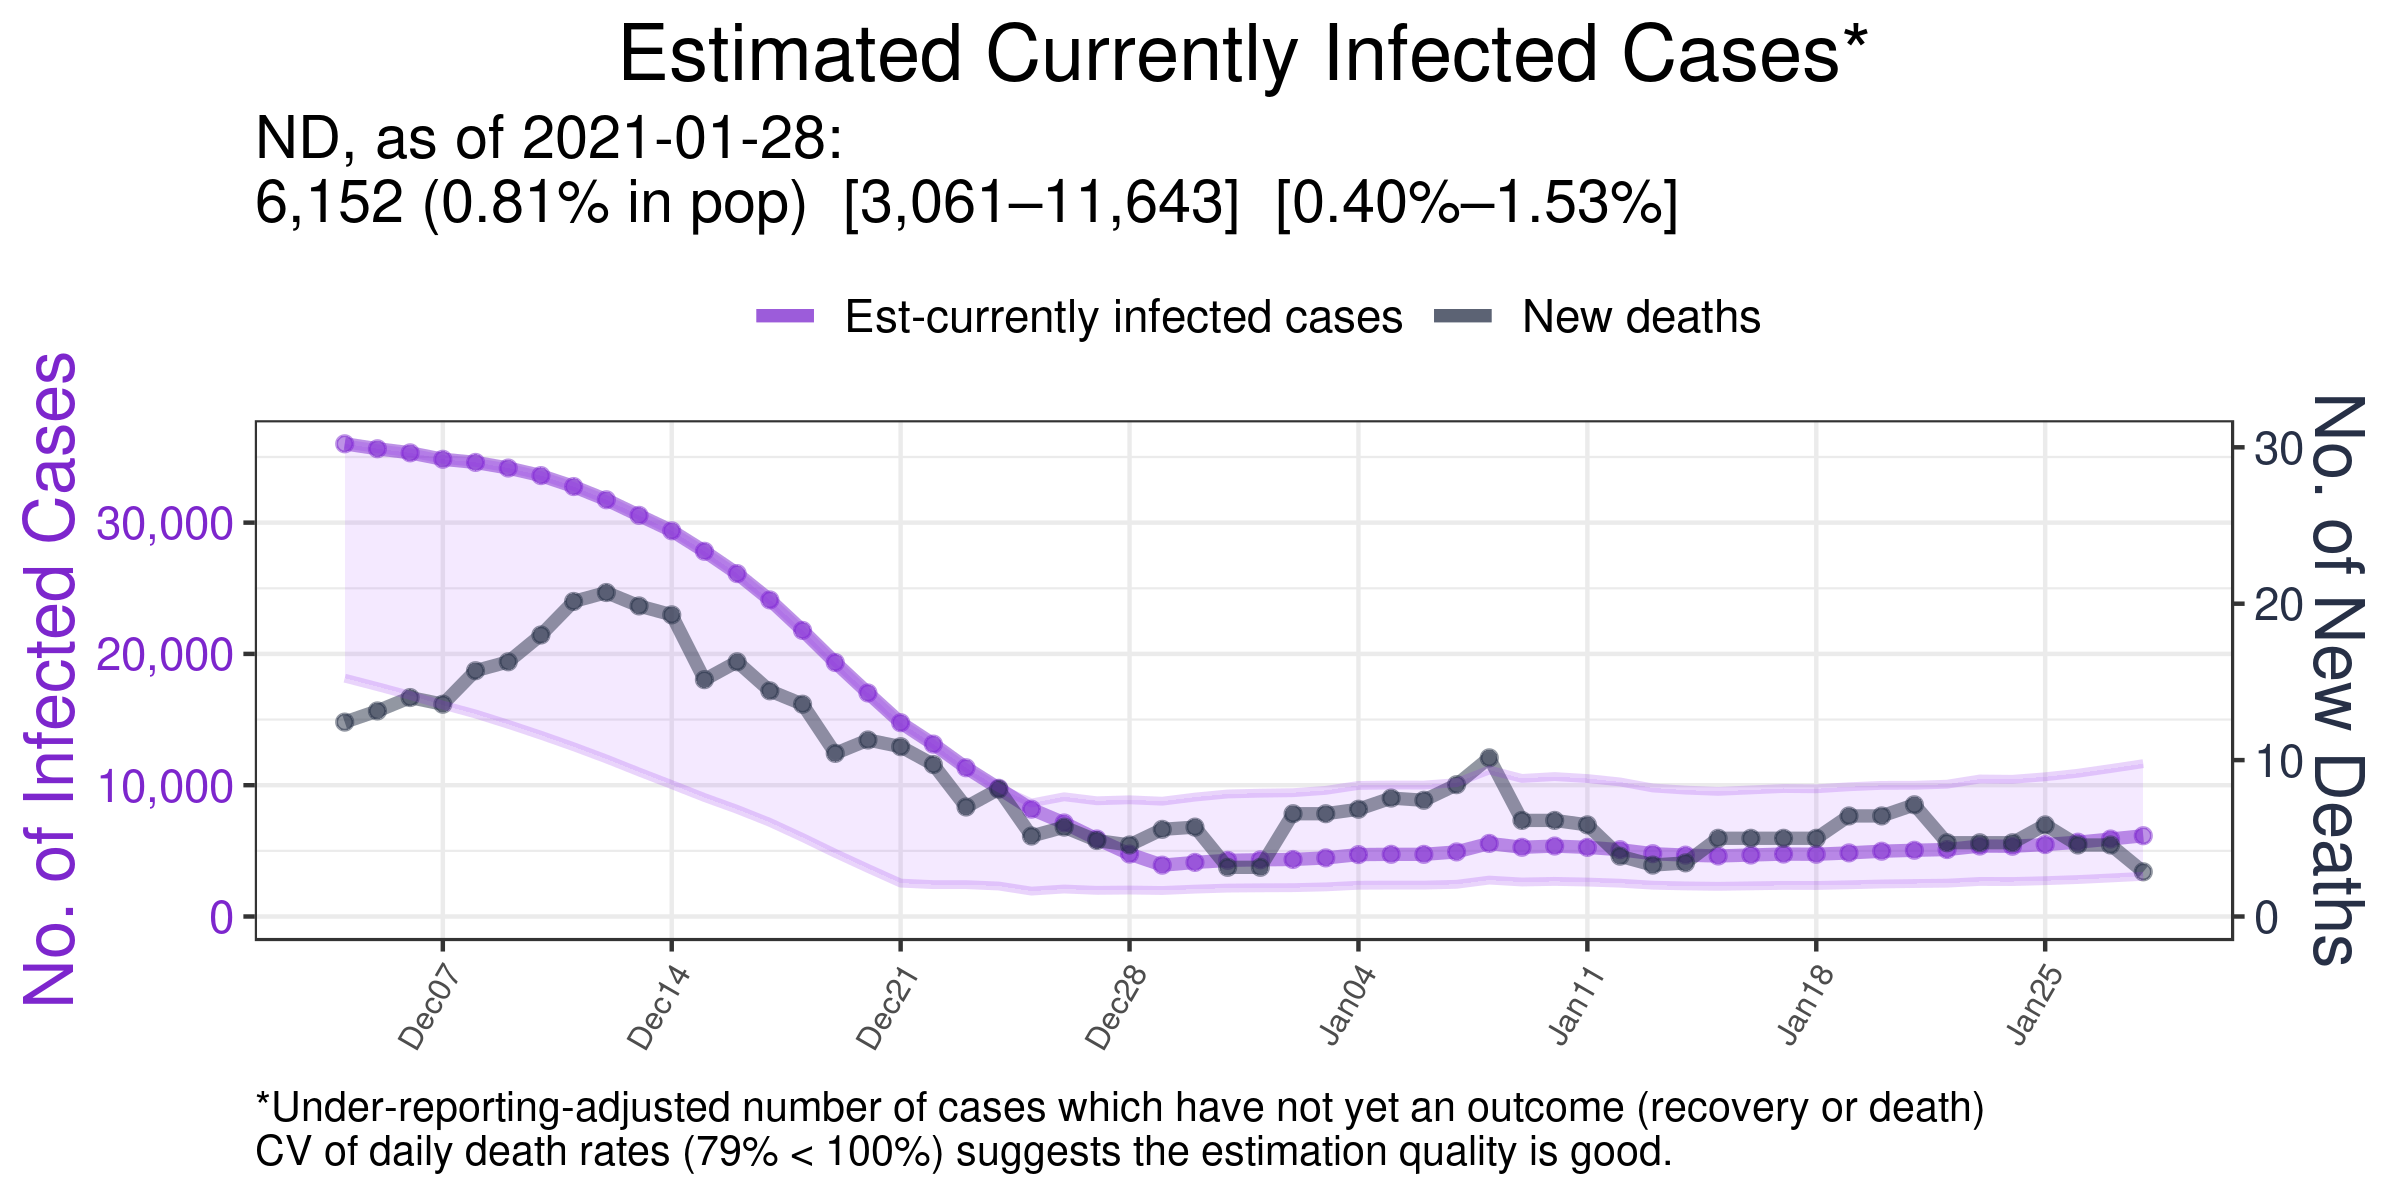 Estimated Currently Infected Cases*
ND, as of 2021-01-28:
6,152 (0.81% in pop)  [3,061–11,643]  [0.40%–1.53%]
Est-currently infected cases
New deaths
No. of Infected Cases
30,000
20,000
10,000
0
30
20
10
0
No. of New Deaths
Dec07
Dec14
Dec21
Dec28
Jan04
Jan11
Jan18
Jan25
*Under-reporting-adjusted number of cases which have not yet an outcome (recovery or death)
CV of daily death rates (79% < 100%) suggests the estimation quality is good.